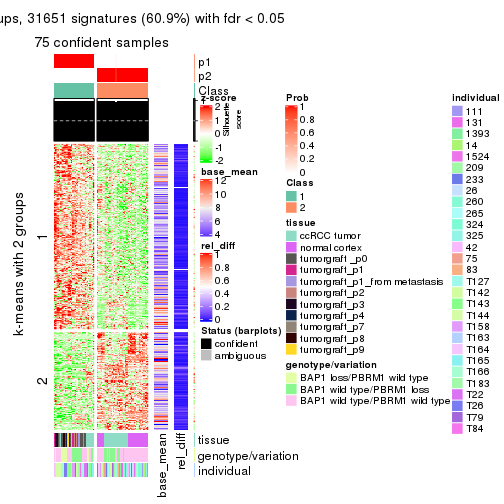 ups, 31651 signatures (60.9%) with fdr < 0.05
75 confident samples
p1
p2
Class
Silhouette
score
k-means with 2 groups
1
2
z-score
2
1
0
-1
-2
base_mean
12
10
8
6
4
rel_diff
1
0.8
0.6
0.4
0.2
0
Status (barplots)
confident
ambiguous
tissue
genotype/variation
individual
base_mean
rel_diff
Prob
1
0.8
0.6
0.4
0.2
0
Class
1
2
tissue
ccRCC tumor
normal cortex
tumorgraft_p0
tumorgraft_p1
tumorgraft_p1_from metastasis
tumorgraft_p2
tumorgraft_p3
tumorgraft_p4
tumorgraft_p7
tumorgraft_p8
tumorgraft_p9
genotype/variation
BAP1 loss/PBRM1 wild type
BAP1 wild type/PBRM1 loss
BAP1 wild type/PBRM1 wild type
individual
111
131
1393
14
1524
209
233
26
260
265
324
325
42
75
83
T127
T142
T143
T144
T158
T163
T164
T165
T166
T183
T22
T26
T79
T84